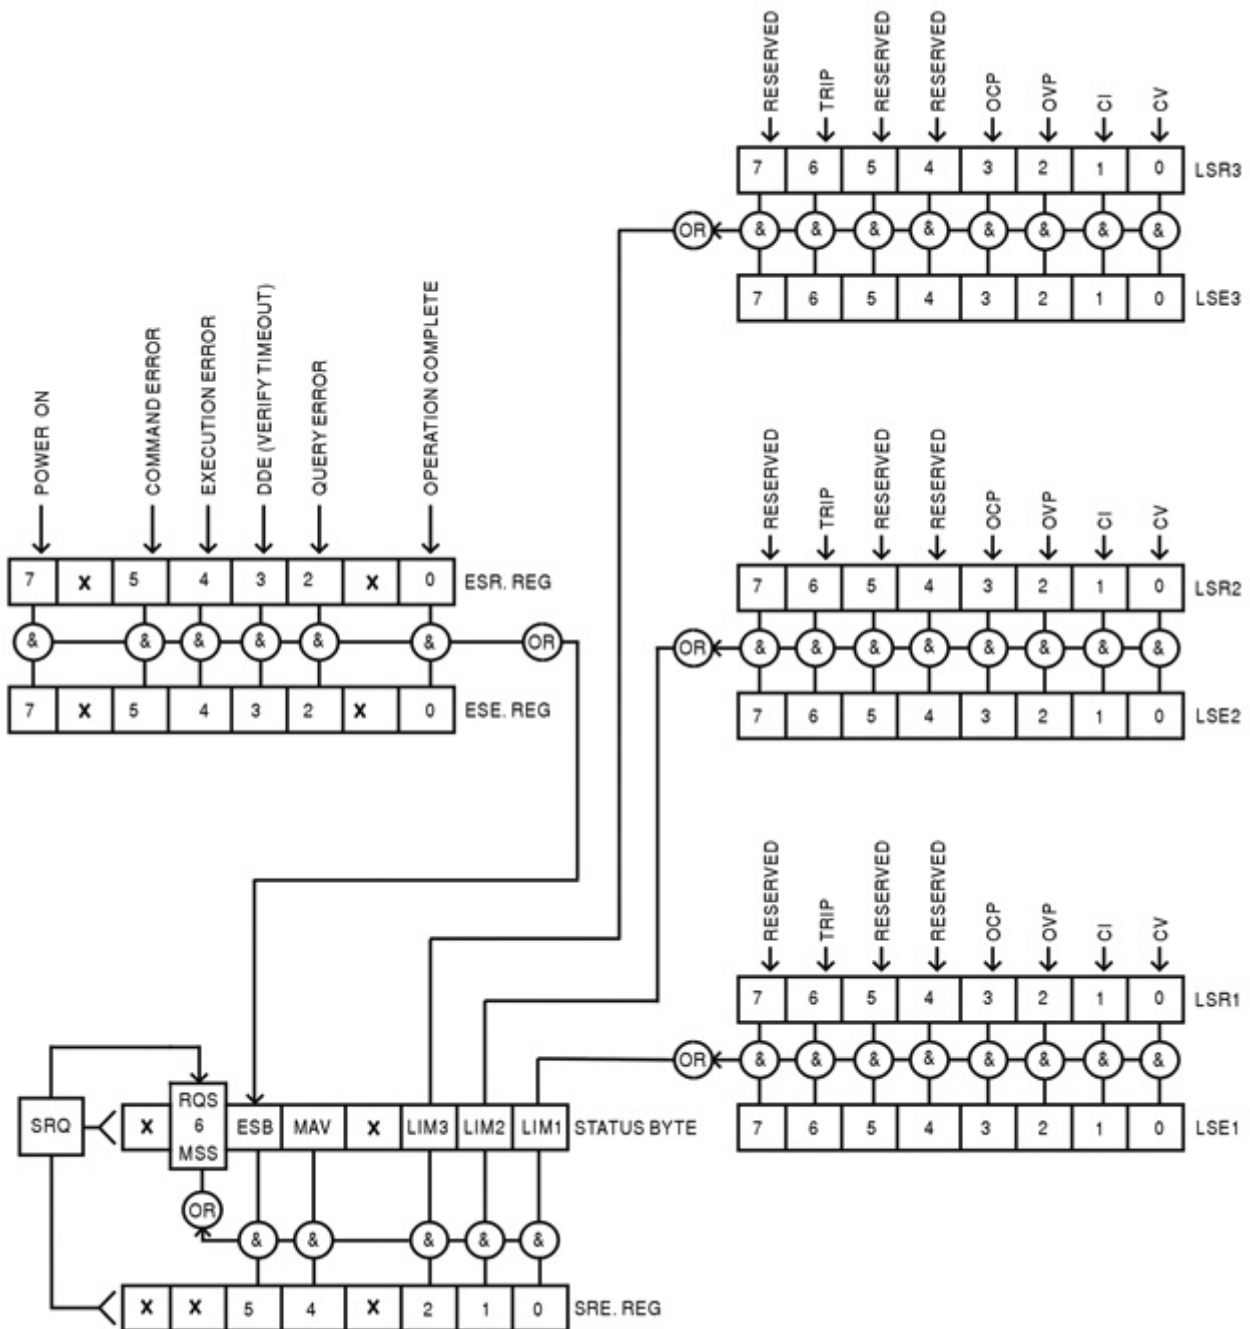 RESERVED TRIP RESERVED RESERVED OCP OVP CI CV
7 6 5 4 3 2 1 0 LSR3
OR & & & & & & & &
7 6 5 4 3 2 1 0 LSE3
POWER ON COMMAND ERROR EXECUTION ERROR DDE (VERIFY TIMEOUT) QUERY ERROR OPERATION COMPLETE
7 X 5 4 3 2 X 0 ESR. REG
& & & & & & OR
7 X 5 4 3 2 X 0 ESE. REG
RESERVED TRIP RESERVED RESERVED OCP OVP CI CV
7 6 5 4 3 2 1 0 LSR2
OR & & & & & & & &
7 6 5 4 3 2 1 0 LSE2
RESERVED TRIP RESERVED RESERVED OCP OVP CI CV
7 6 5 4 3 2 1 0 LSR1
OR & & & & & & & &
7 6 5 4 3 2 1 0 LSE1
SRQ X RQS 6 MSS ESB MAV X LIM3 LIM2 LIM1 STATUS BYTE
OR & & & & &
X X 5 4 X 2 1 0 SRE. REG